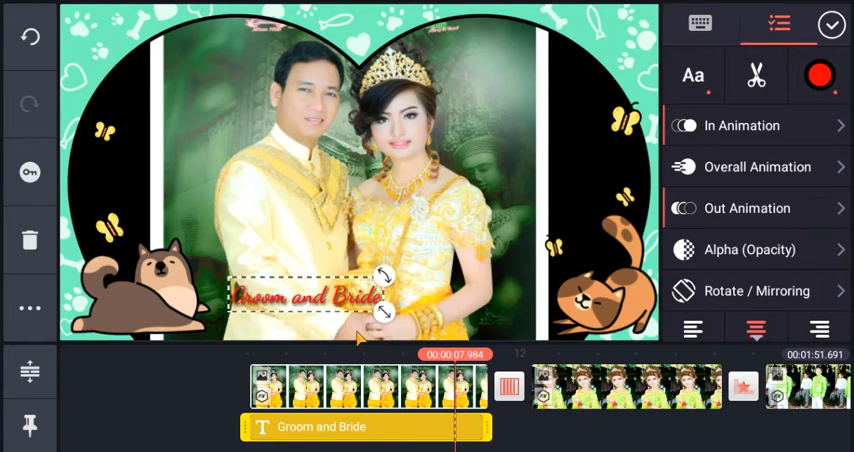 Groom and Bride
Aa
In Animation
Overall Animation
Out Animation
Alpha (Opacity)
Rotate / Mirroring
00:00:07.984
12
00:01:51.691
T Groom and Bride